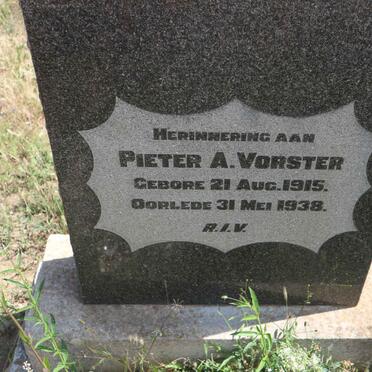 Herinnering aan
Pieter A. Vorster
Gebore 21 Aug. 1915.
Oorlede 31 Mei 1938.
R.I.V.